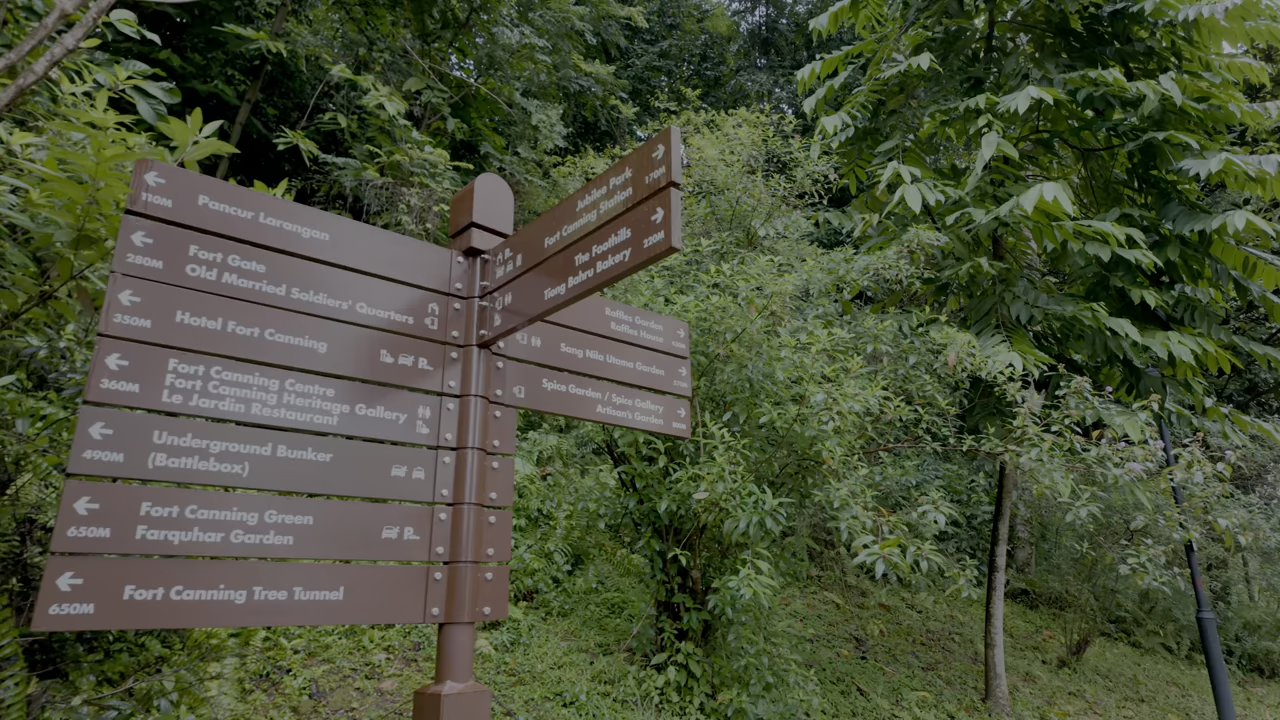 110M
Pancur Larangan
280M
Fort Gate
Old Married Soldiers' Quarters
350M
Hotel Fort Canning
360M
Fort Canning Centre
Fort Canning Heritage Gallery
Le Jardin Restaurant
490M
Underground Bunker
(Battlebox)
650M
Fort Canning Green
Farquhar Garden
650M
Fort Canning Tree Tunnel
Jubilee Park
Fort Canning Station
170M
The Foothills
Tiong Bahru Bakery
220M
Raffles Garden
Raffles House
Sang Nila Utama Garden
Spice Garden / Spice Gallery
Artisan's Garden